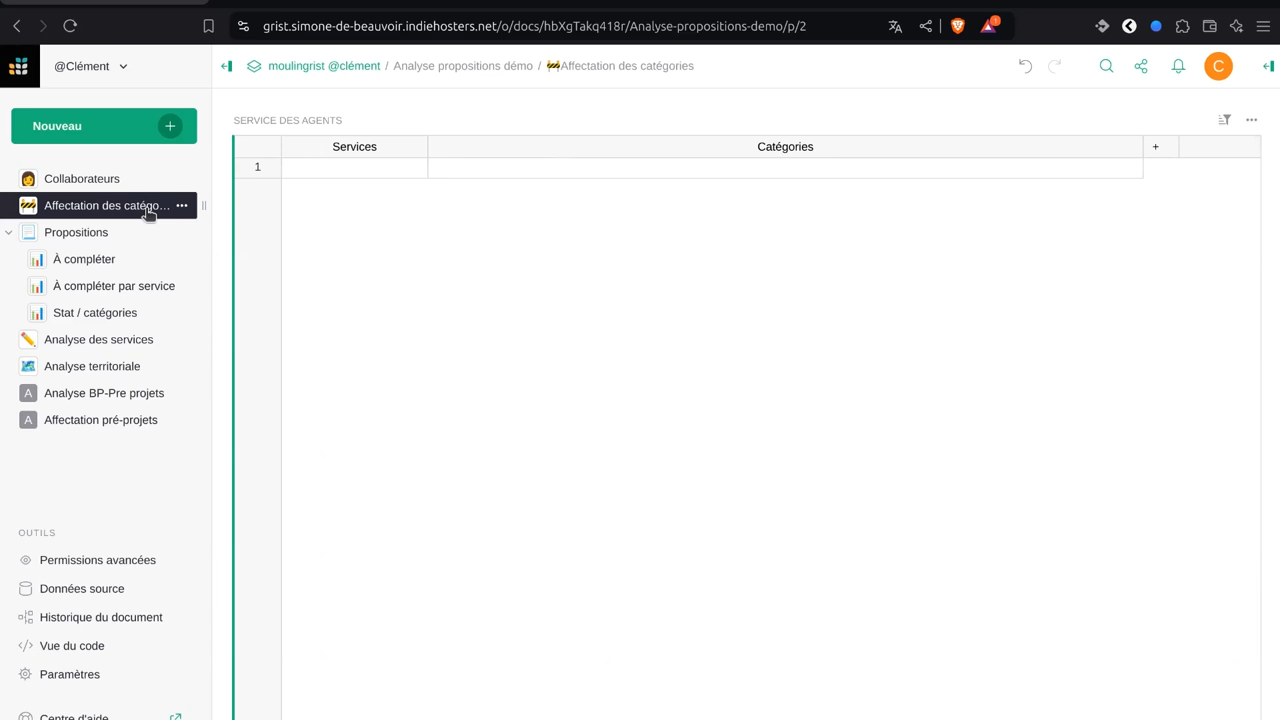 grist.simone-de-beauvoir.indiehosters.net/o/docs/hbXgTakq418r/Analyse-propositions-demo/p/2
1
@Clément
moulingrist @clément / Analyse propositions démo / 🚧Affectation des catégories
C
Nouveau
+
Collaborateurs
Affectation des catégo...
Propositions
À compléter
À compléter par service
Stat / catégories
Analyse des services
Analyse territoriale
A Analyse BP-Pre projets
A Affectation pré-projets
OUTILS
Permissions avancées
Données source
Historique du document
Vue du code
Paramètres
Centre d'aide
SERVICE DES AGENTS
Services Catégories +
1